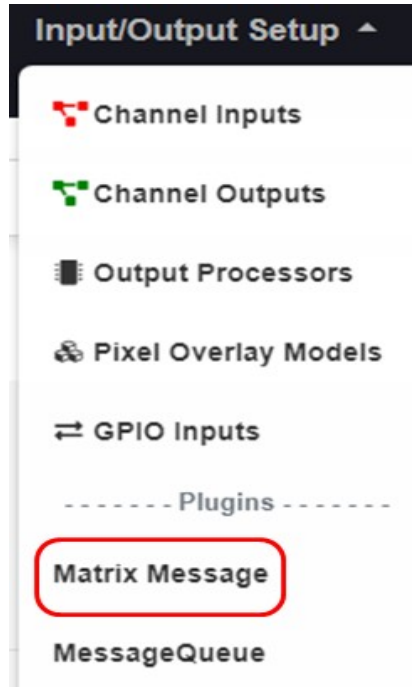 Input/Output Setup
Channel Inputs
Channel Outputs
Output Processors
Pixel Overlay Models
GPIO Inputs
- - - - - - - Plugins - - - - - - -
Matrix Message
MessageQueue